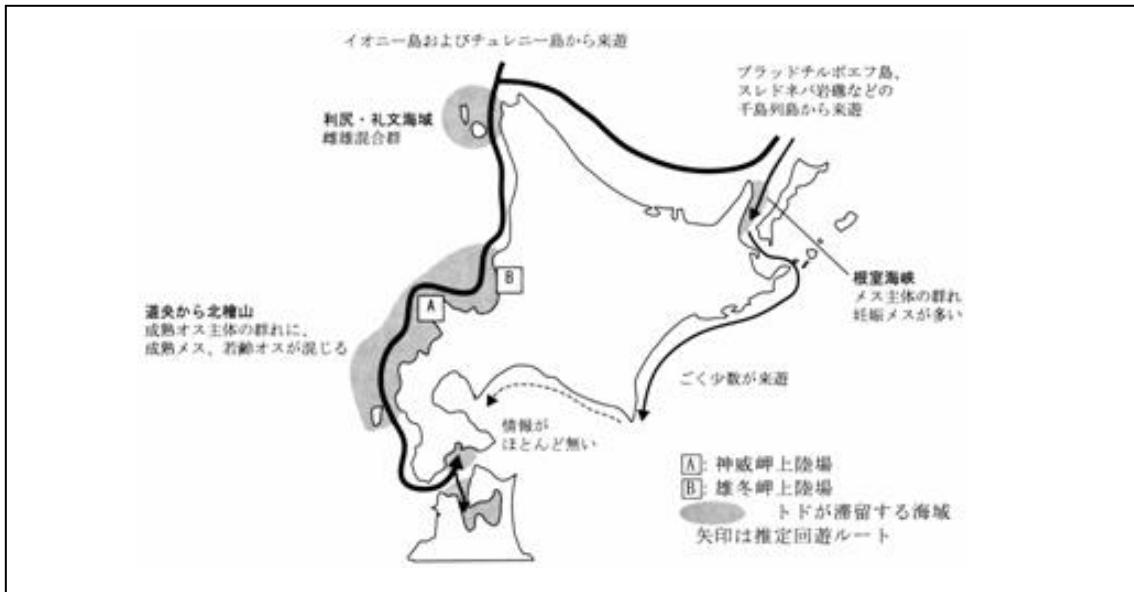 イオニー島およびチュレニー島から来遊
ブラッドチルボエフ島、
スレドネバ岩礁などの
千島列島から来遊
利尻・礼文海域
雌雄混合群
B
A
根室海峡
メス主体の群れ
妊娠メスが多い
道央から北檜山
成熟オス主体の群れに、
成熟メス、若齢オスが混じる
ごく少数が来遊
情報が
ほとんど無い
A: 神威岬上陸場
B: 雄冬岬上陸場
トドが滞留する海域
矢印は推定回遊ルート